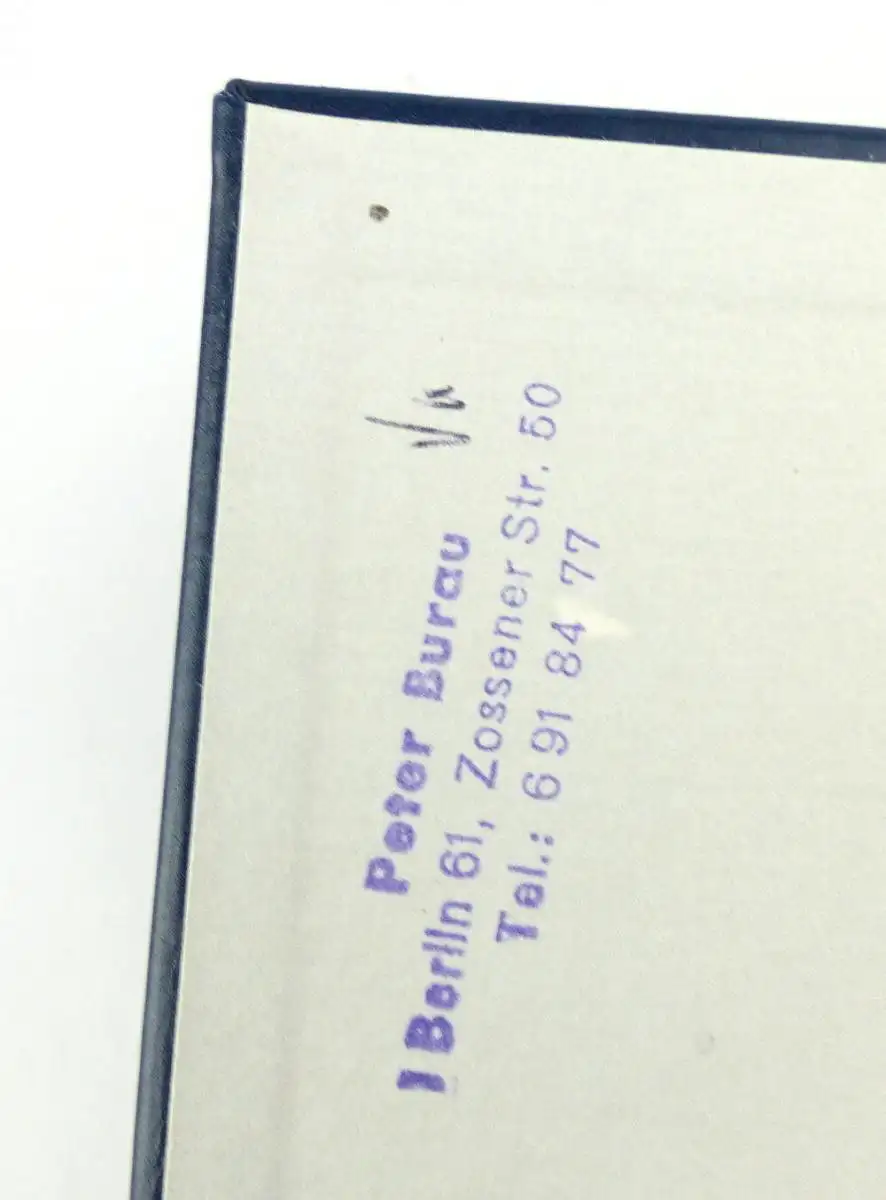 Peter Burau
1 Berlin 61, Zossener Str. 50
Tel.: 6 91 84 77